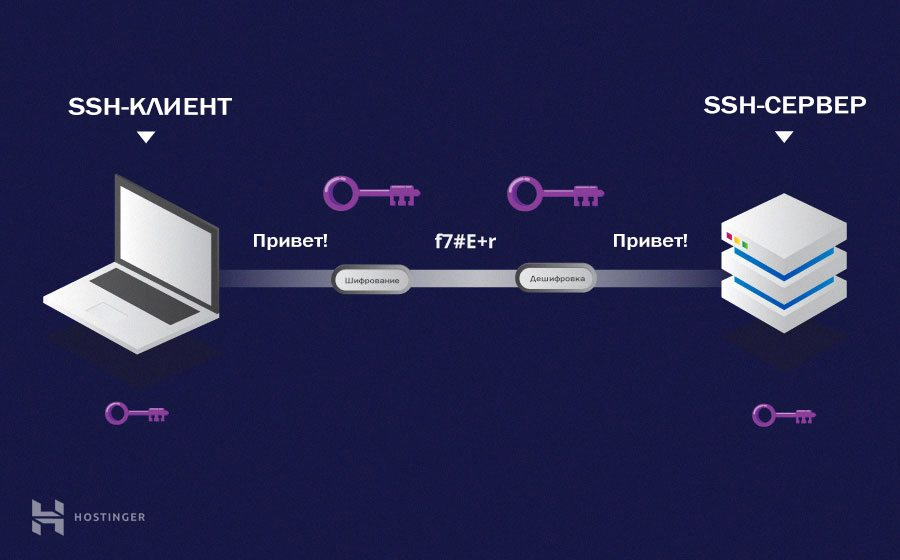 SSH-КЛИЕНТ
SSH-СЕРВЕР
Привет!
f7#E+r
Привет!
Шифрование
Дешифровка
HOSTINGER